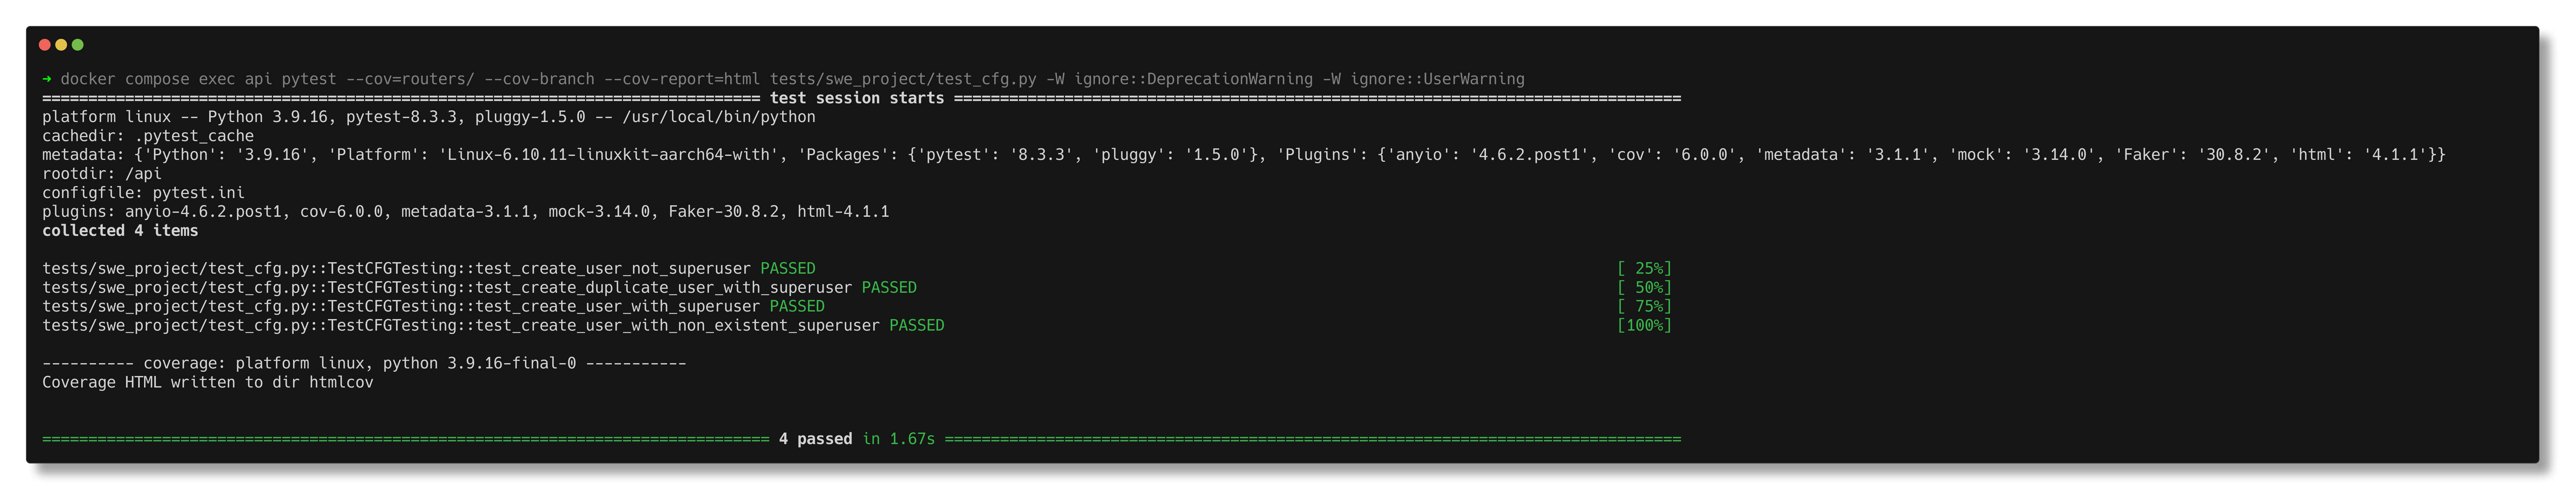 ➜ docker compose exec api pytest --cov=routers/ --cov-branch --cov-report=html tests/swe_project/test_cfg.py -W ignore::DeprecationWarning -W ignore::UserWarning
============================================================================== test session starts ===============================================================================
platform linux -- Python 3.9.16, pytest-8.3.3, pluggy-1.5.0 -- /usr/local/bin/python
cachedir: .pytest_cache
metadata: {'Python': '3.9.16', 'Platform': 'Linux-6.10.11-linuxkit-aarch64-with', 'Packages': {'pytest': '8.3.3', 'pluggy': '1.5.0'}, 'Plugins': {'anyio': '4.6.2.post1', 'cov': '6.0.0', 'metadata': '3.1.1', 'mock': '3.14.0', 'Faker': '30.8.2', 'html': '4.1.1'}}
rootdir: /api
configfile: pytest.ini
plugins: anyio-4.6.2.post1, cov-6.0.0, metadata-3.1.1, mock-3.14.0, Faker-30.8.2, html-4.1.1
collected 4 items
tests/swe_project/test_cfg.py::TestCFGTesting::test_create_user_not_superuser PASSED [ 25%]
tests/swe_project/test_cfg.py::TestCFGTesting::test_create_duplicate_user_with_superuser PASSED [ 50%]
tests/swe_project/test_cfg.py::TestCFGTesting::test_create_user_with_superuser PASSED [ 75%]
tests/swe_project/test_cfg.py::TestCFGTesting::test_create_user_with_non_existent_superuser PASSED [100%]
---------- coverage: platform linux, python 3.9.16-final-0 -----------
Coverage HTML written to dir htmlcov
=============================================================================== 4 passed in 1.67s ================================================================================